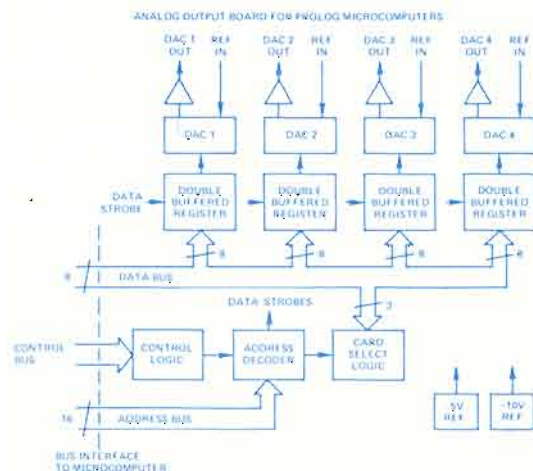 ANALOG OUTPUT BOARD FOR PROLOG MICROCOMPUTERS
DAC 1 OUT
REF IN
DAC 2 OUT
REF IN
DAC 3 OUT
REF IN
DAC 4 OUT
REF IN
DAC 1
DAC 2
DAC 3
DAC 4
DATA STROBE
DOUBLE BUFFERED REGISTER
DOUBLE BUFFERED REGISTER
DOUBLE BUFFERED REGISTER
DOUBLE BUFFERED REGISTER
8
8
8
8
8
DATA BUS
DATA STROBES
CONTROL BUS
CONTROL LOGIC
ADDRESS DECODER
CARD SELECT LOGIC
16
ADDRESS BUS
5V REF
-10V REF
BUS INTERFACE TO MICROCOMPUTER